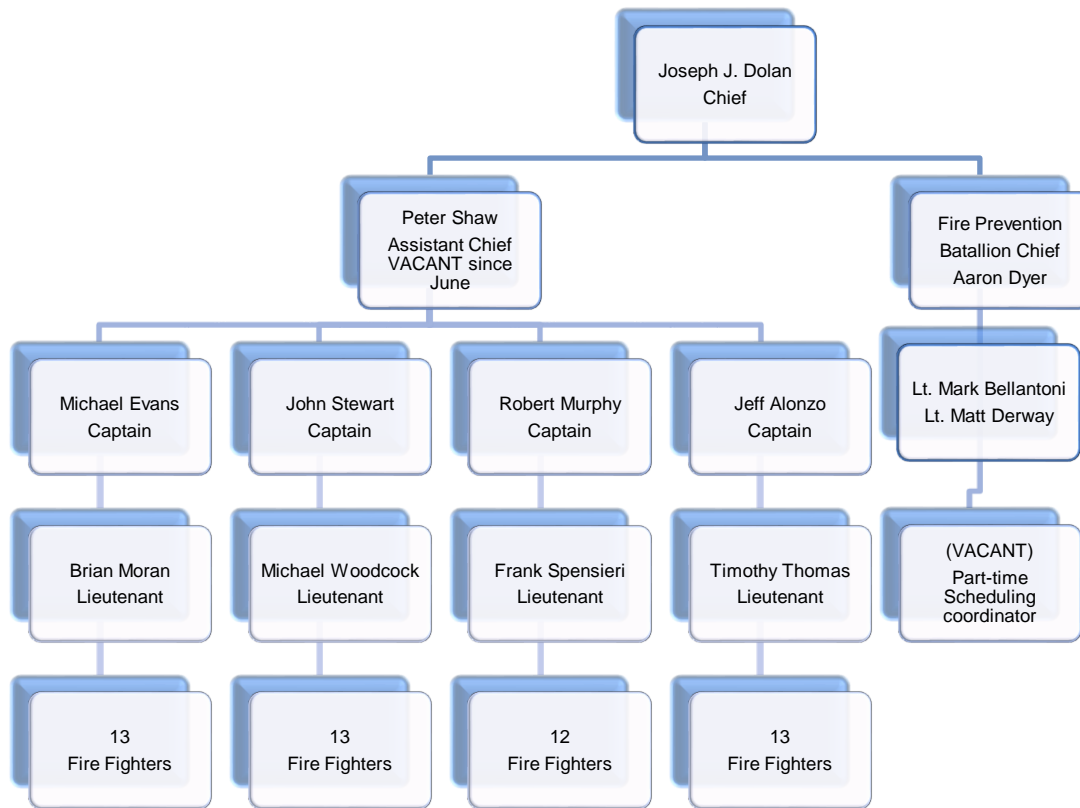 Joseph J. Dolan
Chief
Peter Shaw
Assistant Chief
VACANT since
June
Fire Prevention
Batallion Chief
Aaron Dyer
Michael Evans
Captain
John Stewart
Captain
Robert Murphy
Captain
Jeff Alonzo
Captain
Lt. Mark Bellantoni
Lt. Matt Derway
Brian Moran
Lieutenant
Michael Woodcock
Lieutenant
Frank Spensieri
Lieutenant
Timothy Thomas
Lieutenant
(VACANT)
Part-time
Scheduling
coordinator
13
Fire Fighters
13
Fire Fighters
12
Fire Fighters
13
Fire Fighters